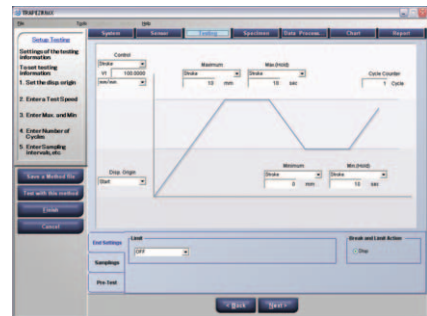 File
Tools
Help
System Sensor Testing Specimen Data Process. Chart Report
Setup Testing
Settings of the testing
information
To set testing
information
1. Set the disp. origin
2. Enter a Test Speed
3. Enter Max. and Min
4. Enter Number of
Cycles
5. Enter Sampling
intervals, etc.
Save a Method file
Test with this method
Cancel
Control
Stroke
V1 100.0000
mm/min
Maximum
Stroke
10 mm
Max.(Hold)
Stroke
10 sec
Cycle Counter
1 Cycle
Disp. Origin
Start
Minimum
Stroke
0 mm
Min.(Hold)
Stroke
10 sec
End Settings
Samplings
Pre-Test
Limit
OFF
Break and Limit Action
Stop
< Back Next >